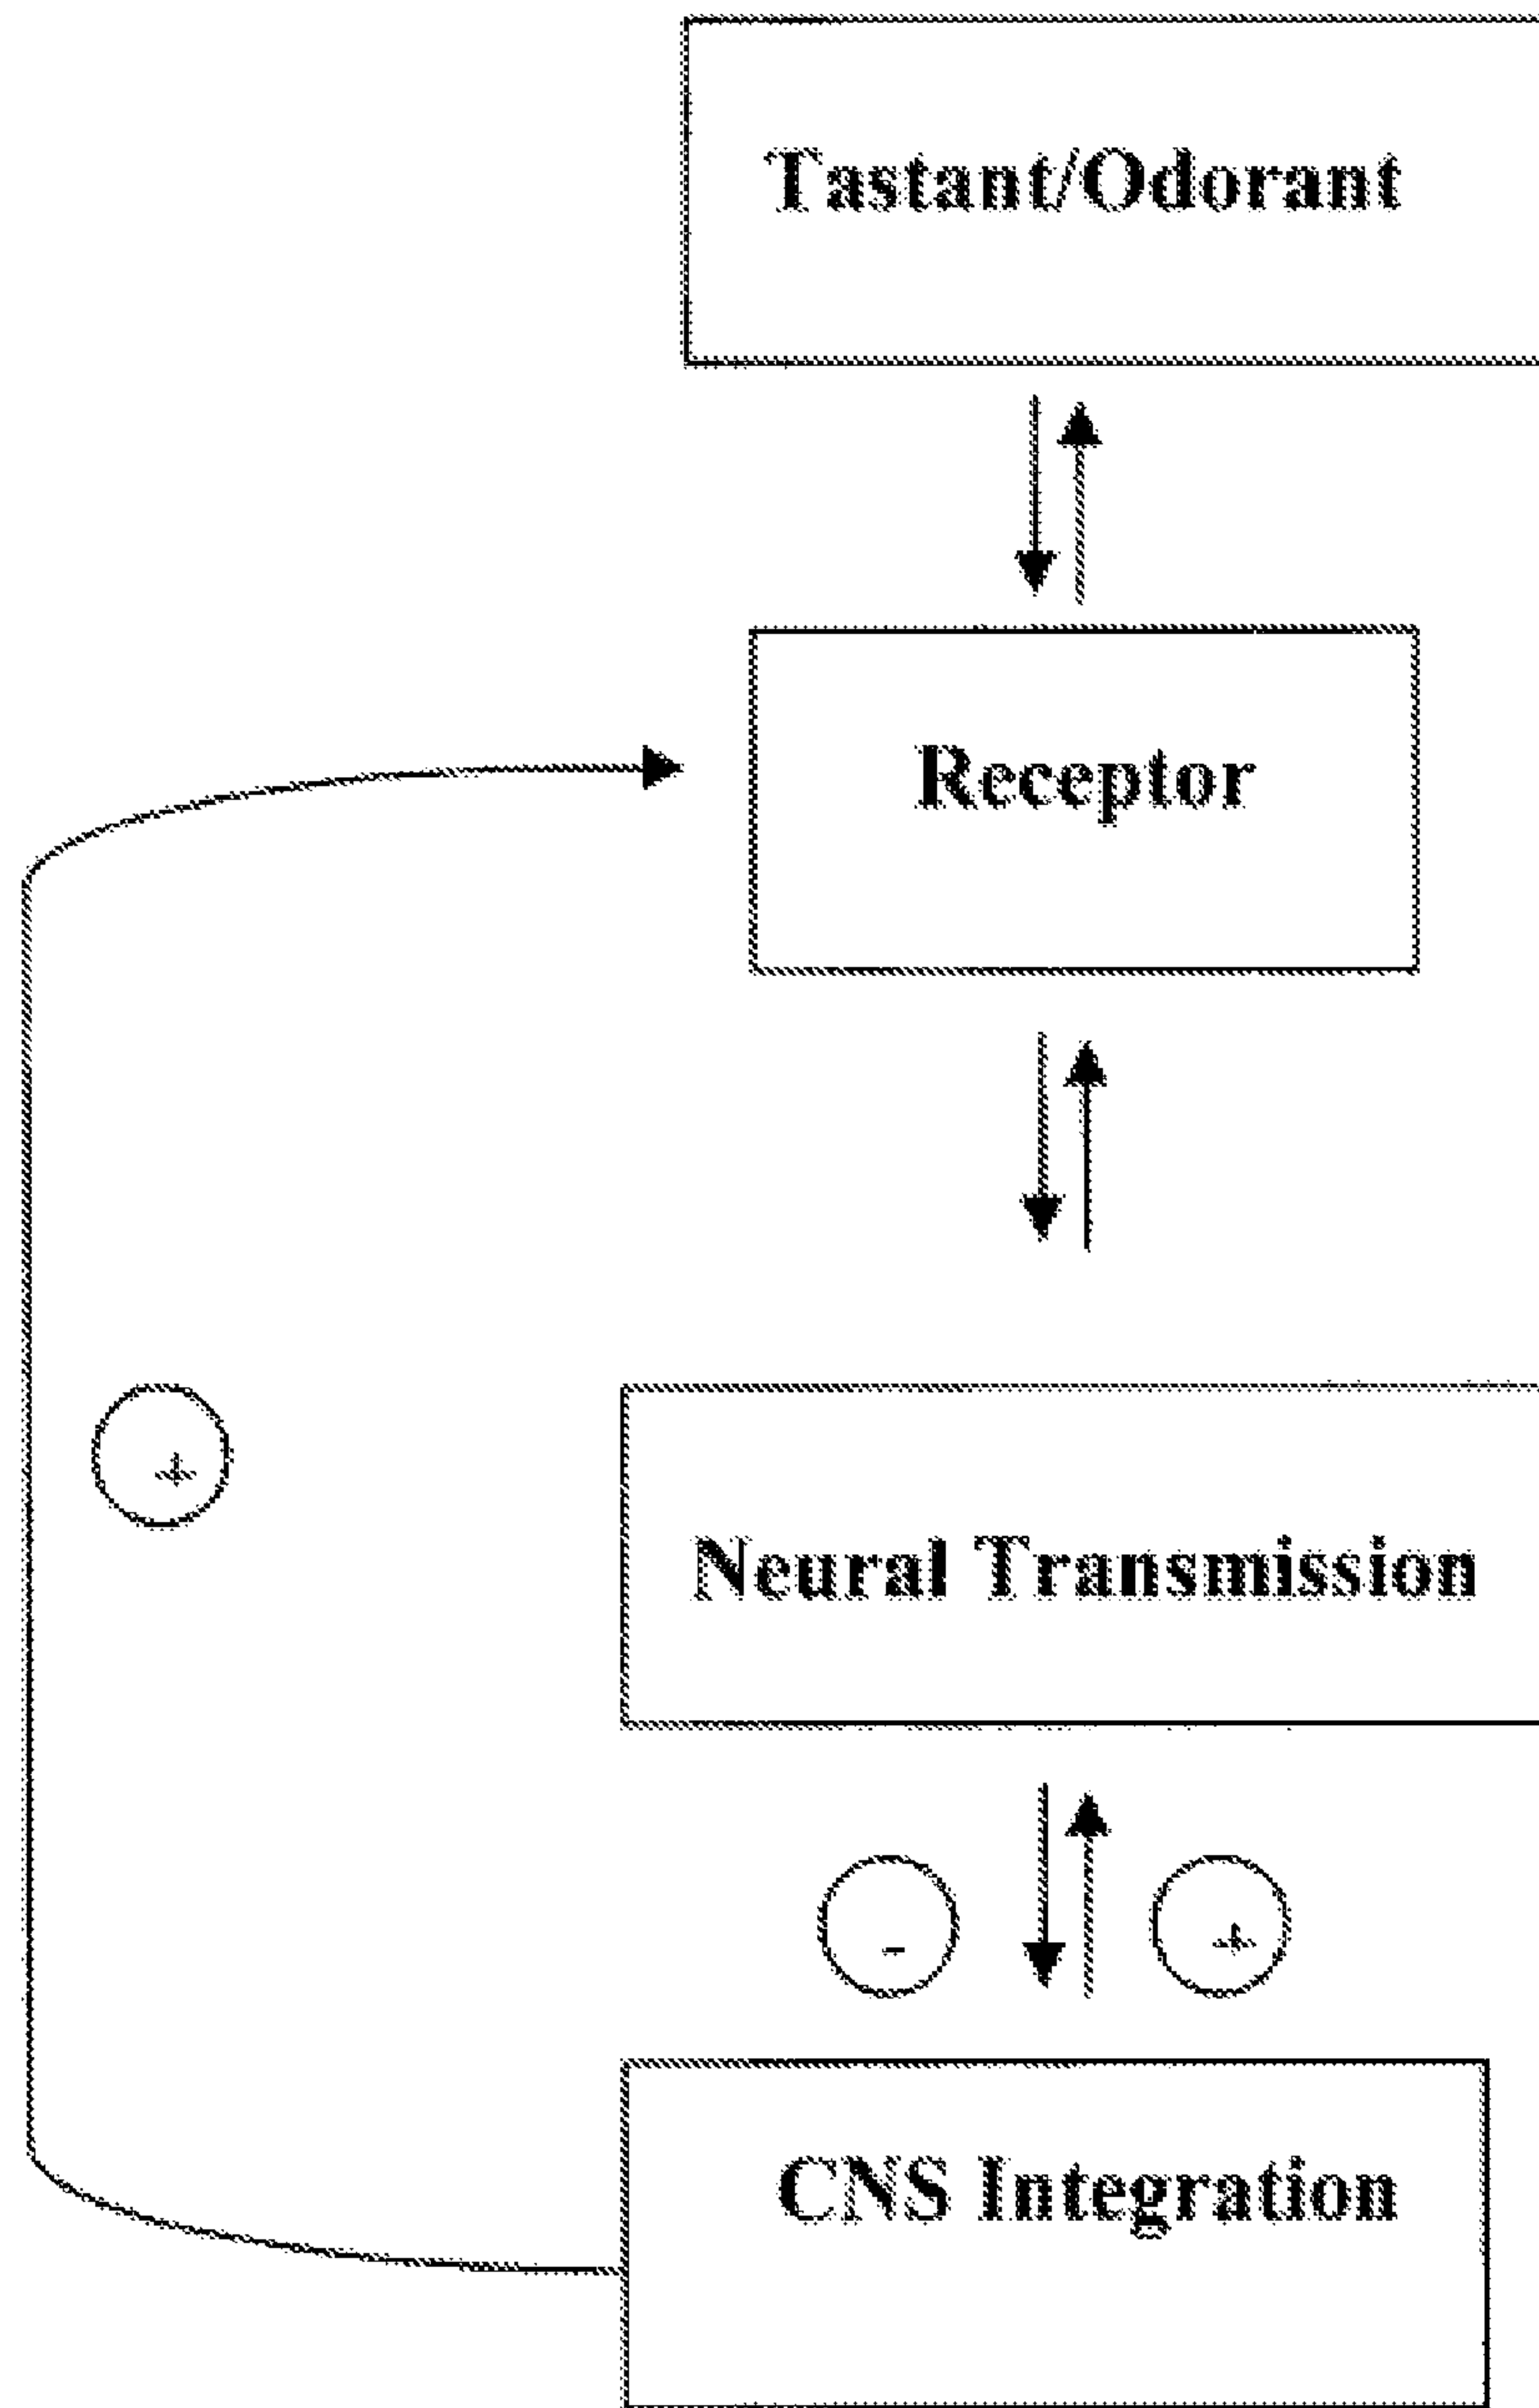 Tastant/Odorant
Receptor
+
Neural Transmission
- +
CNS Integration